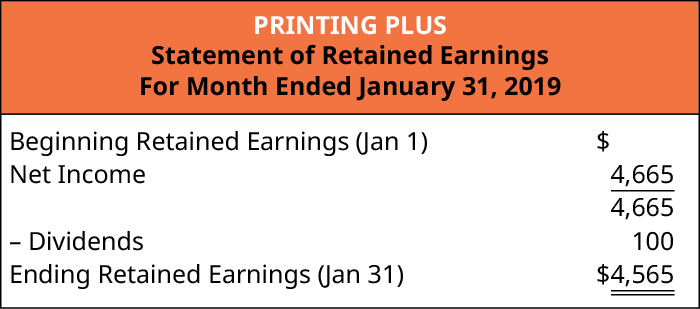 PRINTING PLUS
Statement of Retained Earnings
For Month Ended January 31, 2019
Beginning Retained Earnings (Jan 1) $
Net Income 4,665
4,665
– Dividends 100
Ending Retained Earnings (Jan 31) $4,565